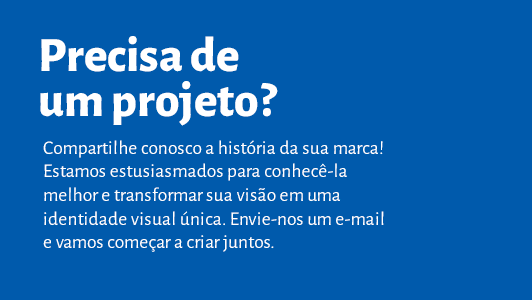 Precisa de
um projeto?
Compartilhe conosco a história da sua marca!
Estamos estusiasmados para conhecê-la
melhor e transformar sua visão em uma
identidade visual única. Envie-nos um e-mail
e vamos começar a criar juntos.